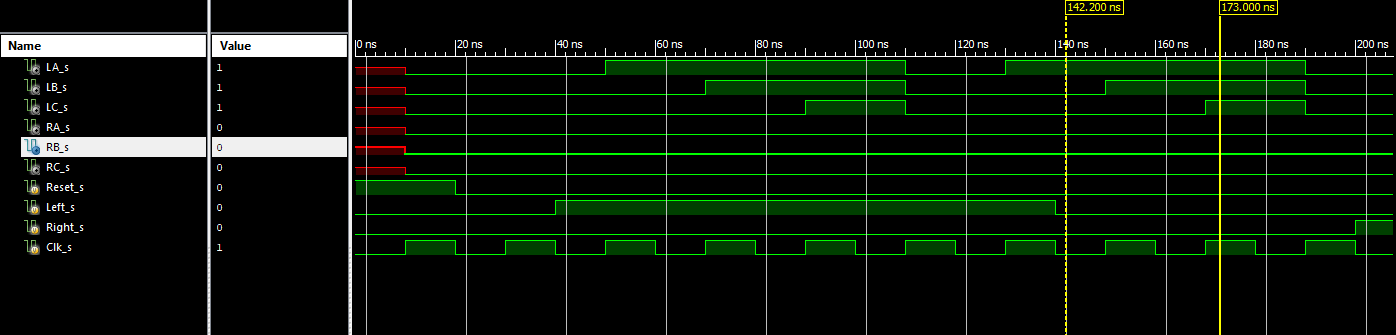 142.200 ns 173.000 ns
Name Value 0 ns 20 ns 40 ns 60 ns 80 ns 100 ns 120 ns 140 ns 160 ns 180 ns 200 ns
LA_s 1
LB_s 1
LC_s 1
RA_s 0
RB_s 0
RC_s 0
Reset_s 0
Left_s 0
Right_s 0
Clk_s 1